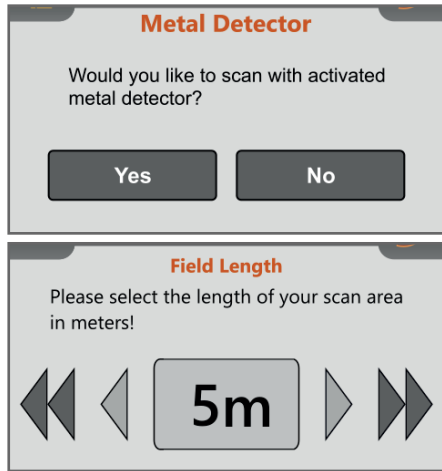 Metal Detector
Would you like to scan with activated
metal detector?
Yes No
Field Length
Please select the length of your scan area
in meters!
5m